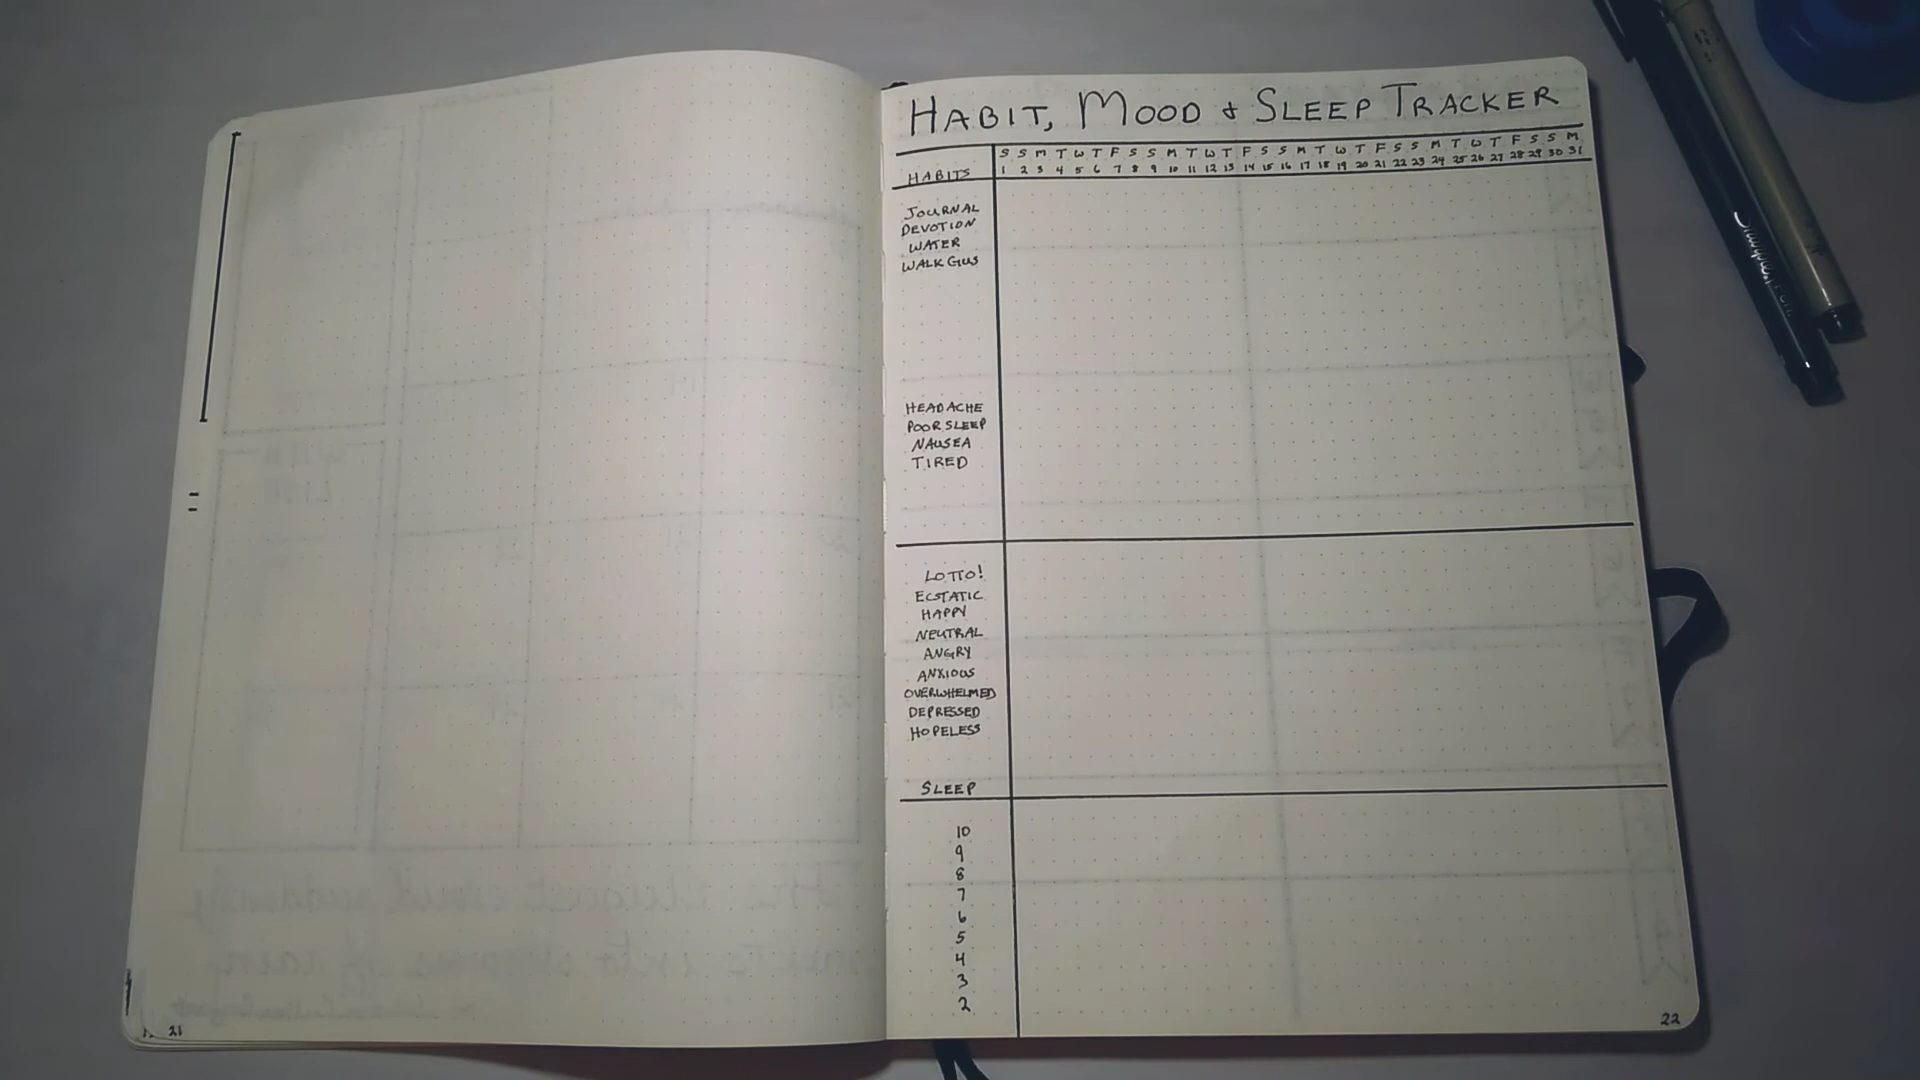 HABIT, MOOD & SLEEP TRACKER
S S M T W T F S S M T W T F S S M T W T F S S M T W T F S S M
HABITS 1 2 3 4 5 6 7 8 9 10 11 12 13 14 15 16 17 18 19 20 21 22 23 24 25 26 27 28 29 30 31
JOURNAL
DEVOTION
WATER
WALK GUS
HEADACHE
POOR SLEEP
NAUSEA
TIRED
LOTTO!
ECSTATIC
HAPPY
NEUTRAL
ANGRY
ANXIOUS
OVERWHELMED
DEPRESSED
HOPELESS
SLEEP
10
9
8
7
6
5
4
3
2
21
22
Sharpie PEN